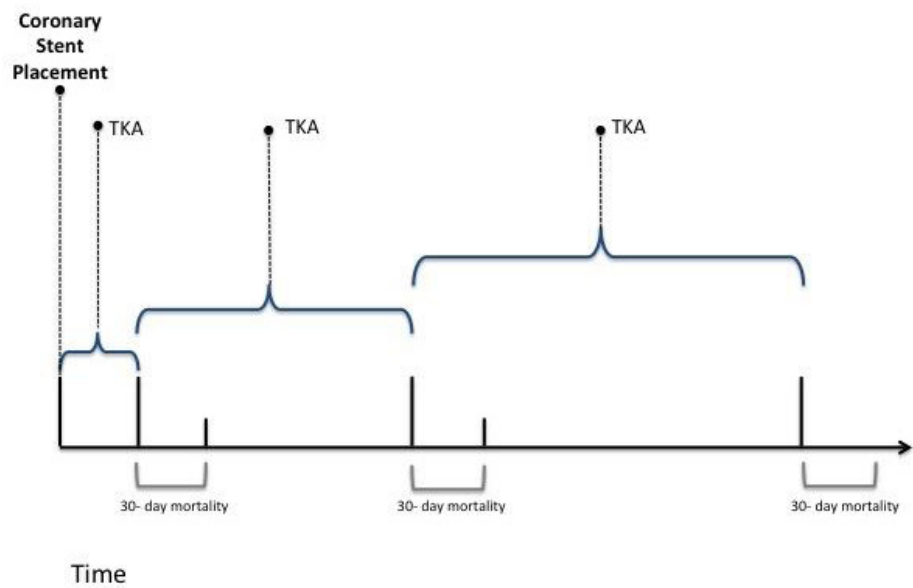 Coronary
Stent
Placement
TKA
TKA
TKA
30- day mortality
30- day mortality
30- day mortality
Time